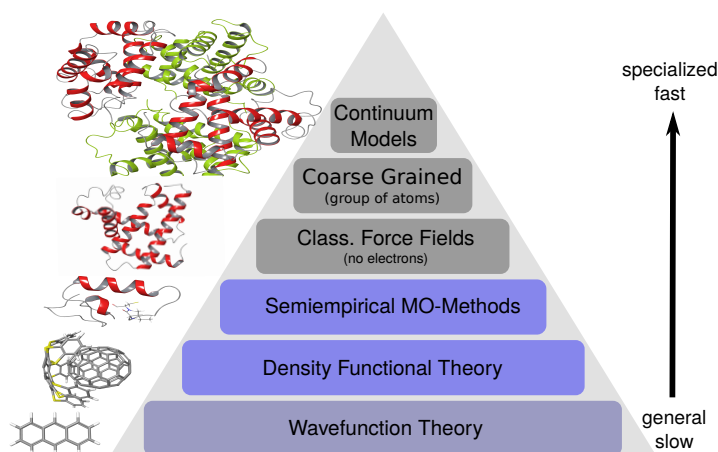 specialized
fast
Continuum
Models
Coarse Grained
(group of atoms)
Class. Force Fields
(no electrons)
Semiempirical MO-Methods
Density Functional Theory
Wavefunction Theory
general
slow